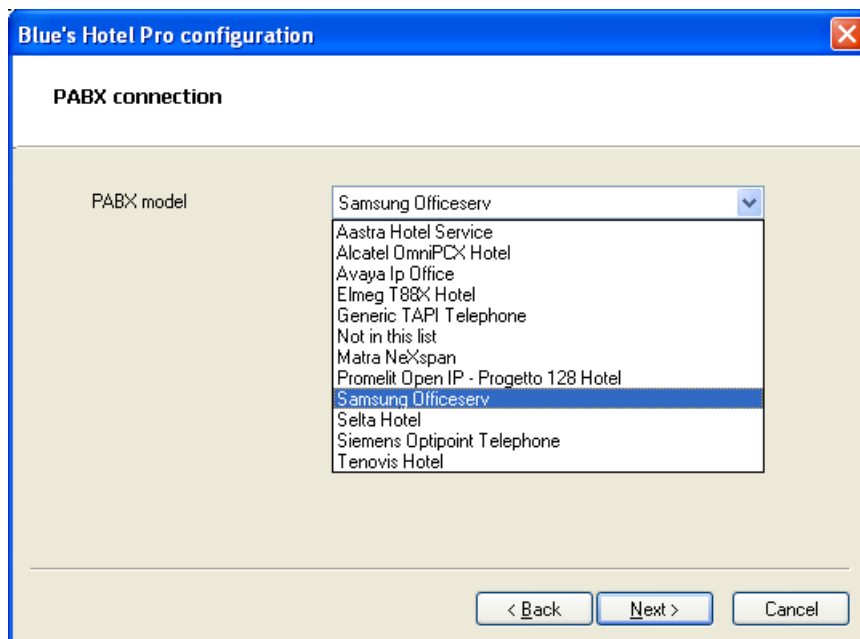 Blue's Hotel Pro configuration
PABX connection
PABX model
Samsung Officeserv
Aastra Hotel Service
Alcatel OmniPCX Hotel
Avaya Ip Office
Elmeg T88X Hotel
Generic TAPI Telephone
Not in this list
Matra NeXspan
Promelit Open IP - Progetto 128 Hotel
Samsung Officeserv
Selta Hotel
Siemens Optipoint Telephone
Tenovis Hotel
< Back Next > Cancel